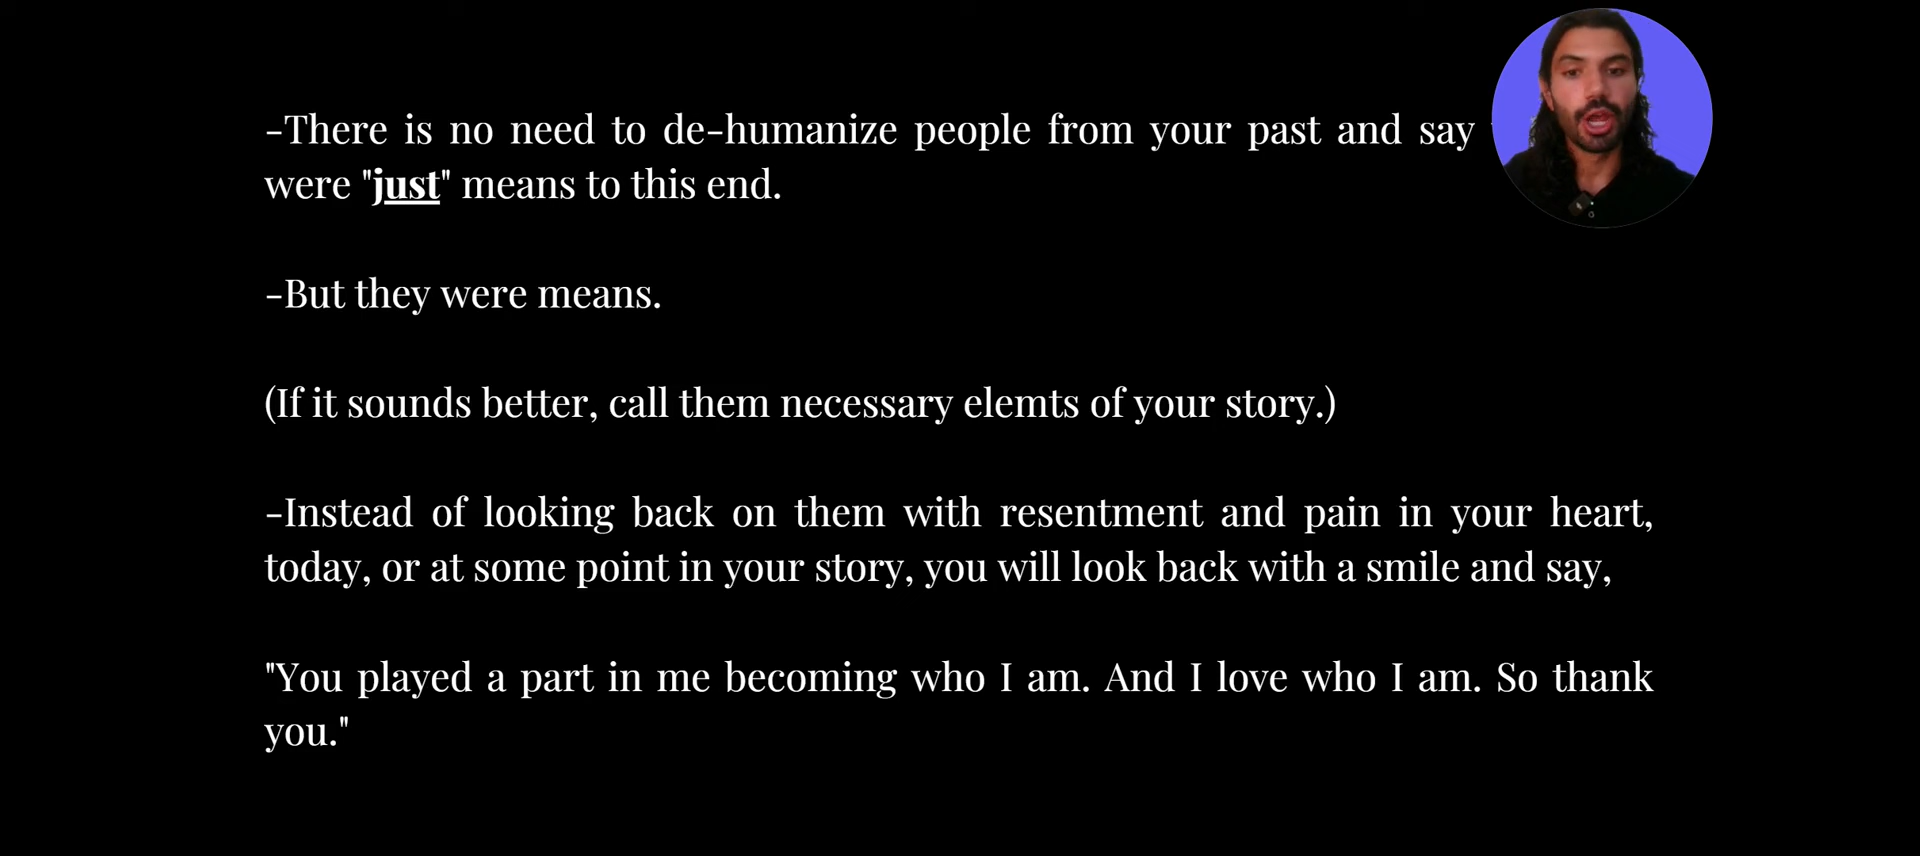 -There is no need to de-humanize people from your past and say
were "just" means to this end.
-But they were means.
(If it sounds better, call them necessary elemts of your story.)
-Instead of looking back on them with resentment and pain in your heart,
today, or at some point in your story, you will look back with a smile and say,
"You played a part in me becoming who I am. And I love who I am. So thank
you."